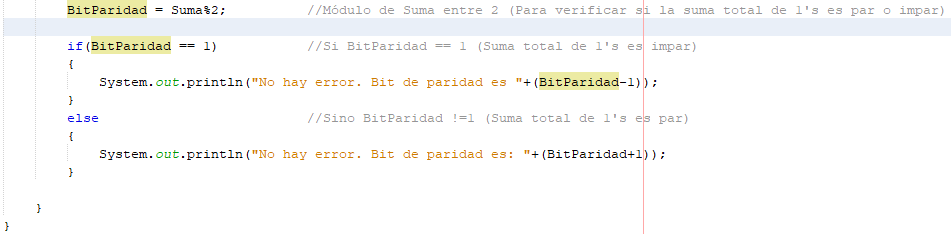 BitParidad = Suma%2; //Módulo de Suma entre 2 (Para verificar si la suma total de 1's es par o impar)
if(BitParidad == 1) //Si BitParidad == 1 (Suma total de 1's es impar)
{
System.out.println("No hay error. Bit de paridad es "+(BitParidad-1));
}
else //Sino BitParidad !=1 (Suma total de 1's es par)
{
System.out.println("No hay error. Bit de paridad es: "+(BitParidad+1));
}
}
}